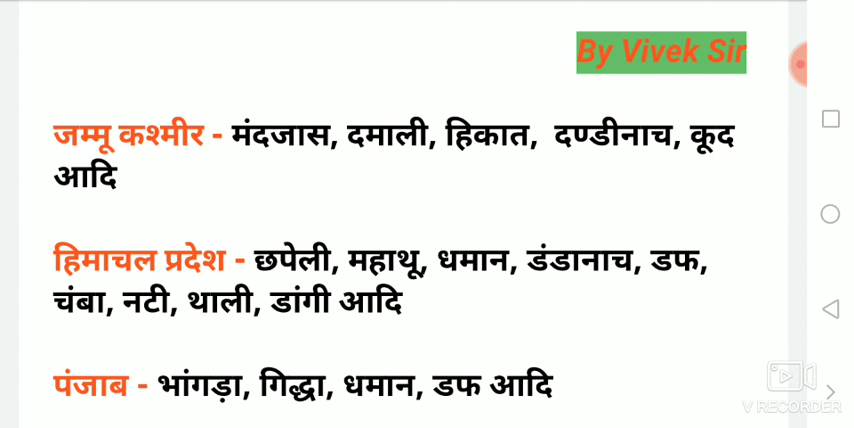 By Vivek Sir
जम्मू कश्मीर - मंदजास, दमाली, हिकात, दण्डीनाच, कूद
आदि
हिमाचल प्रदेश - छपेली, महाथू, धमान, डंडानाच, डफ,
चंबा, नटी, थाली, डांगी आदि
पंजाब - भांगड़ा, गिद्धा, धमान, डफ आदि
V RECORDER